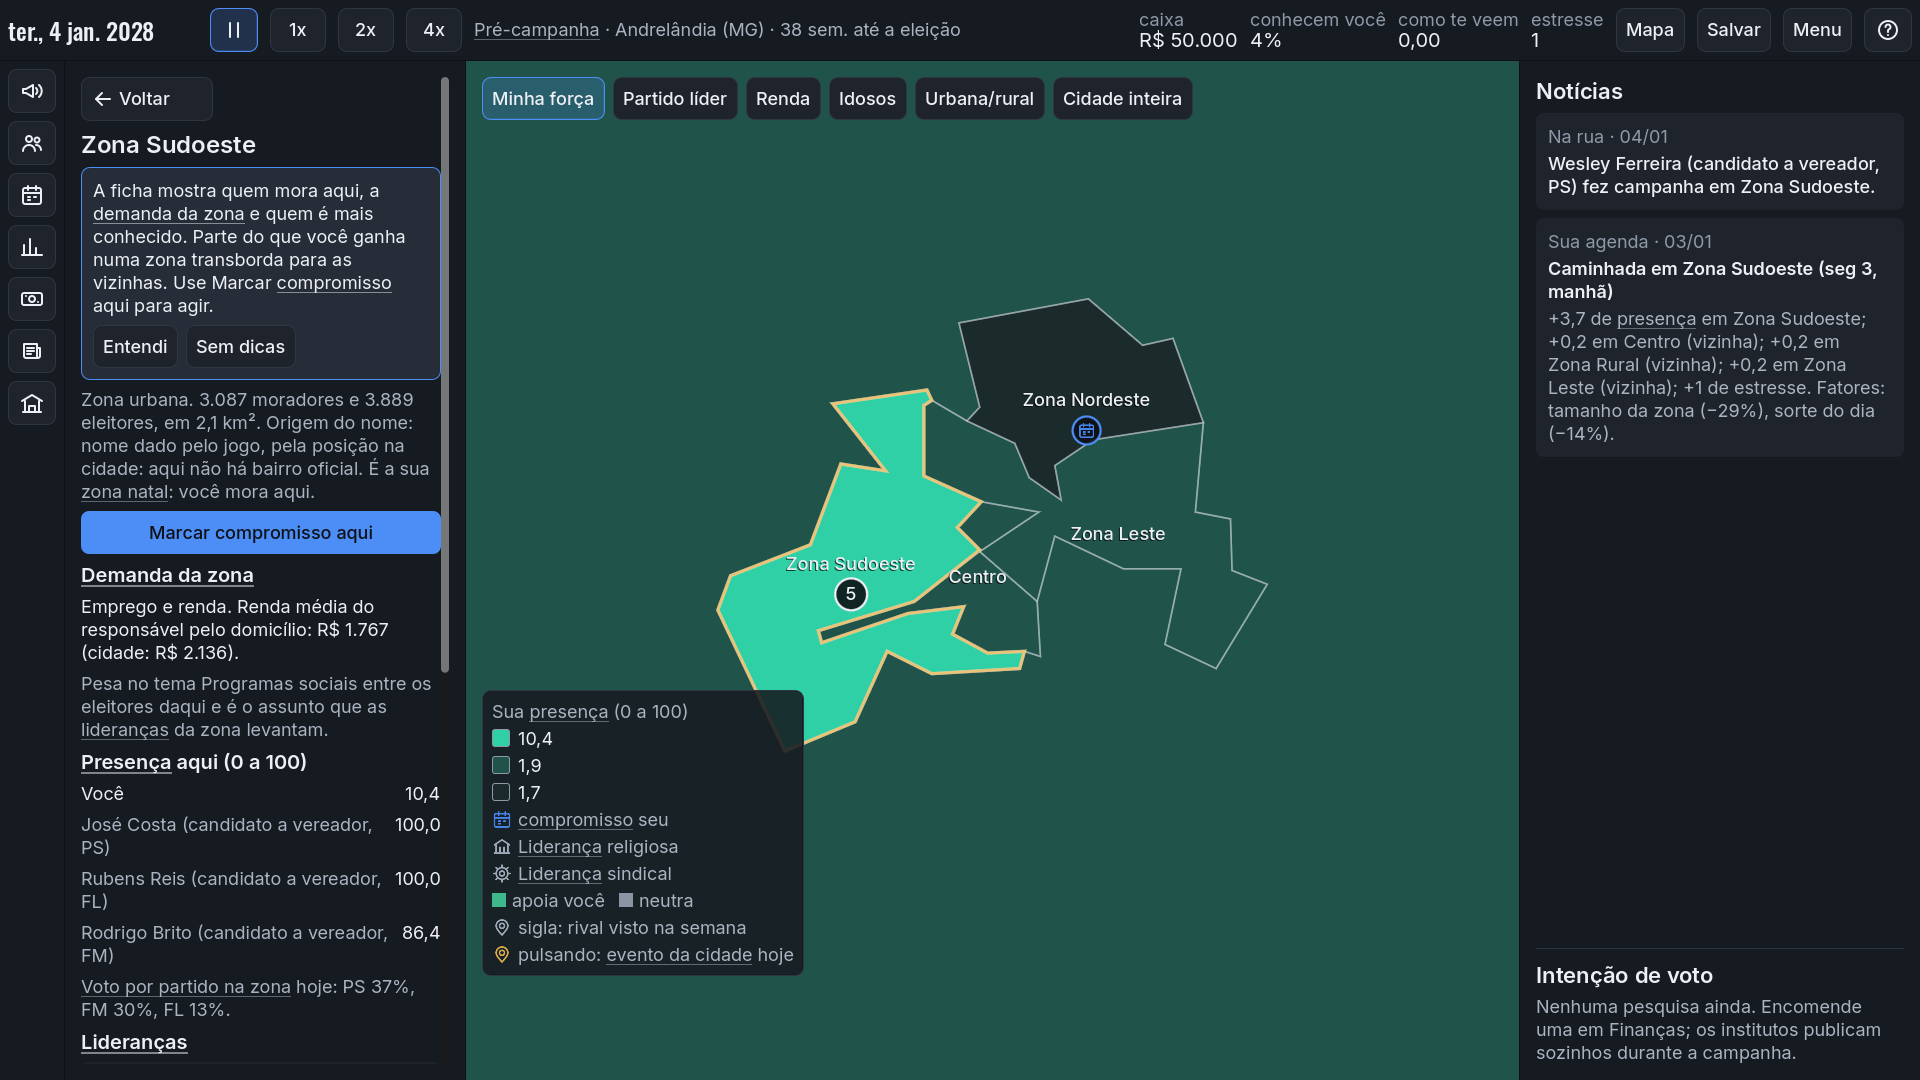 ter., 4 jan. 2028
1x
2x
4x
Pré-campanha · Andrelândia (MG) · 38 sem. até a eleição
caixa
R$ 50.000
conhecem você
4%
como te veem
0,00
estresse
1
Mapa
Salvar
Menu
Voltar
Zona Sudoeste
A ficha mostra quem mora aqui, a
demanda da zona e quem é mais
conhecido. Parte do que você ganha
numa zona transborda para as
vizinhas. Use Marcar compromisso
aqui para agir.
Entendi
Sem dicas
Zona urbana. 3.087 moradores e 3.889
eleitores, em 2,1 km². Origem do nome:
nome dado pelo jogo, pela posição na
cidade: aqui não há bairro oficial. É a sua
zona natal: você mora aqui.
Marcar compromisso aqui
Demanda da zona
Emprego e renda. Renda média do
responsável pelo domicílio: R$ 1.767
(cidade: R$ 2.136).
Pesa no tema Programas sociais entre os
eleitores daqui e é o assunto que as
lideranças da zona levantam.
Presença aqui (0 a 100)
Você 10,4
José Costa (candidato a vereador, 100,0
PS)
Rubens Reis (candidato a vereador, 100,0
FL)
Rodrigo Brito (candidato a vereador, 86,4
FM)
Voto por partido na zona hoje: PS 37%,
FM 30%, FL 13%.
Lideranças
Minha força
Partido líder
Renda
Idosos
Urbana/rural
Cidade inteira
Zona Nordeste
Zona Leste
Zona Sudoeste
Centro
5
Sua presença (0 a 100)
10,4
1,9
1,7
compromisso seu
Liderança religiosa
Liderança sindical
apoia você neutra
sigla: rival visto na semana
pulsando: evento da cidade hoje
Notícias
Na rua · 04/01
Wesley Ferreira (candidato a vereador,
PS) fez campanha em Zona Sudoeste.
Sua agenda · 03/01
Caminhada em Zona Sudoeste (seg 3,
manhã)
+3,7 de presença em Zona Sudoeste;
+0,2 em Centro (vizinha); +0,2 em
Zona Rural (vizinha); +0,2 em Zona
Leste (vizinha); +1 de estresse. Fatores:
tamanho da zona (−29%), sorte do dia
(−14%).
Intenção de voto
Nenhuma pesquisa ainda. Encomende
uma em Finanças; os institutos publicam
sozinhos durante a campanha.